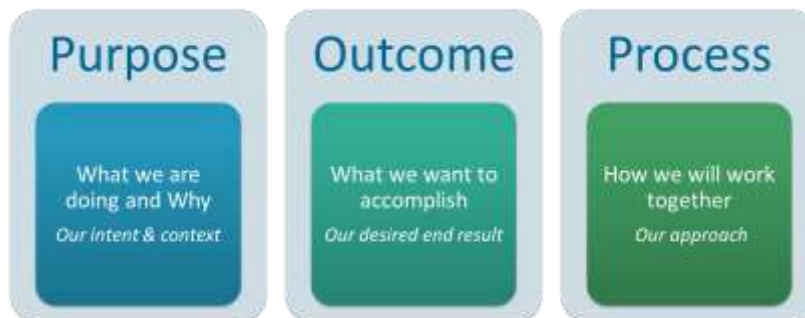 Purpose
What we are
doing and Why
Our intent & context
Outcome
What we want to
accomplish
Our desired end result
Process
How we will work
together
Our approach